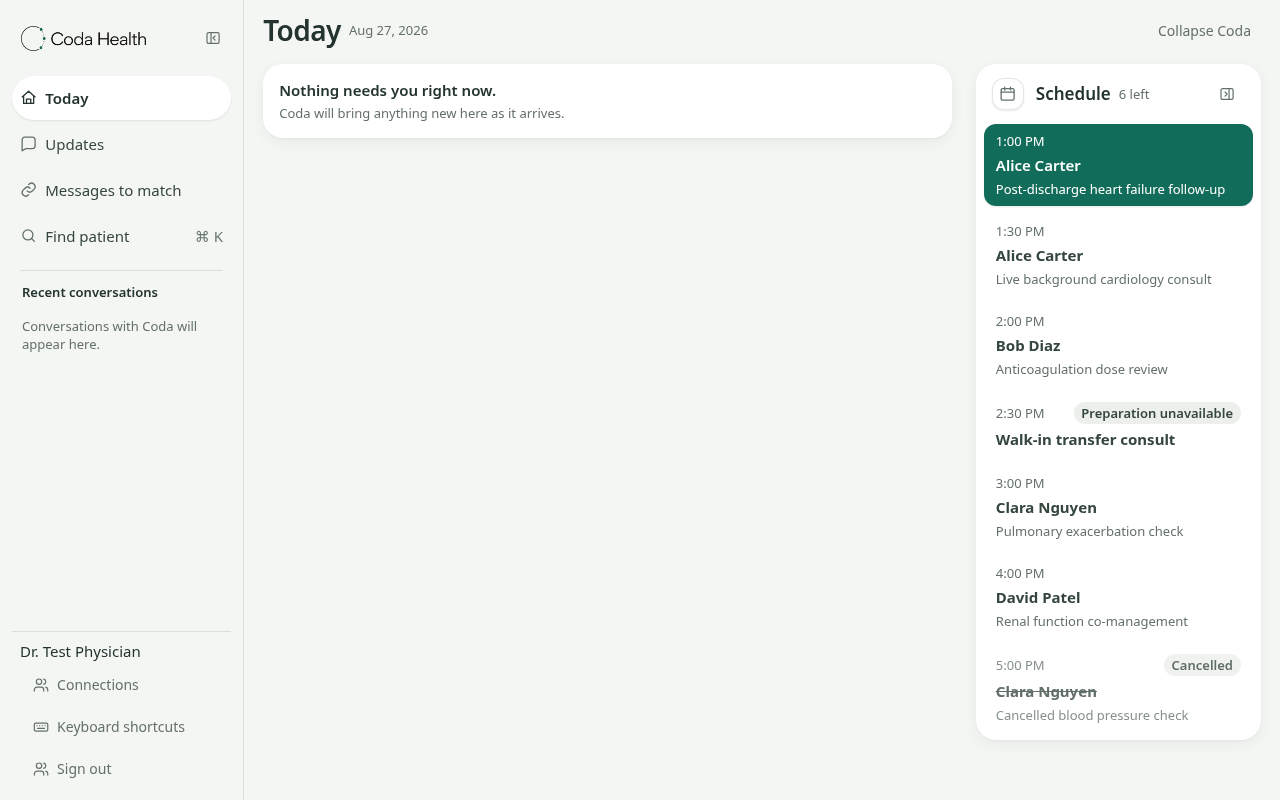 Coda Health
Today
Updates
Messages to match
Find patient ⌘ K
Recent conversations
Conversations with Coda will
appear here.
Dr. Test Physician
Connections
Keyboard shortcuts
Sign out
Today Aug 27, 2026
Collapse Coda
Nothing needs you right now.
Coda will bring anything new here as it arrives.
Schedule 6 left
1:00 PM
Alice Carter
Post-discharge heart failure follow-up
1:30 PM
Alice Carter
Live background cardiology consult
2:00 PM
Bob Diaz
Anticoagulation dose review
2:30 PM Preparation unavailable
Walk-in transfer consult
3:00 PM
Clara Nguyen
Pulmonary exacerbation check
4:00 PM
David Patel
Renal function co-management
5:00 PM Cancelled
Clara Nguyen
Cancelled blood pressure check